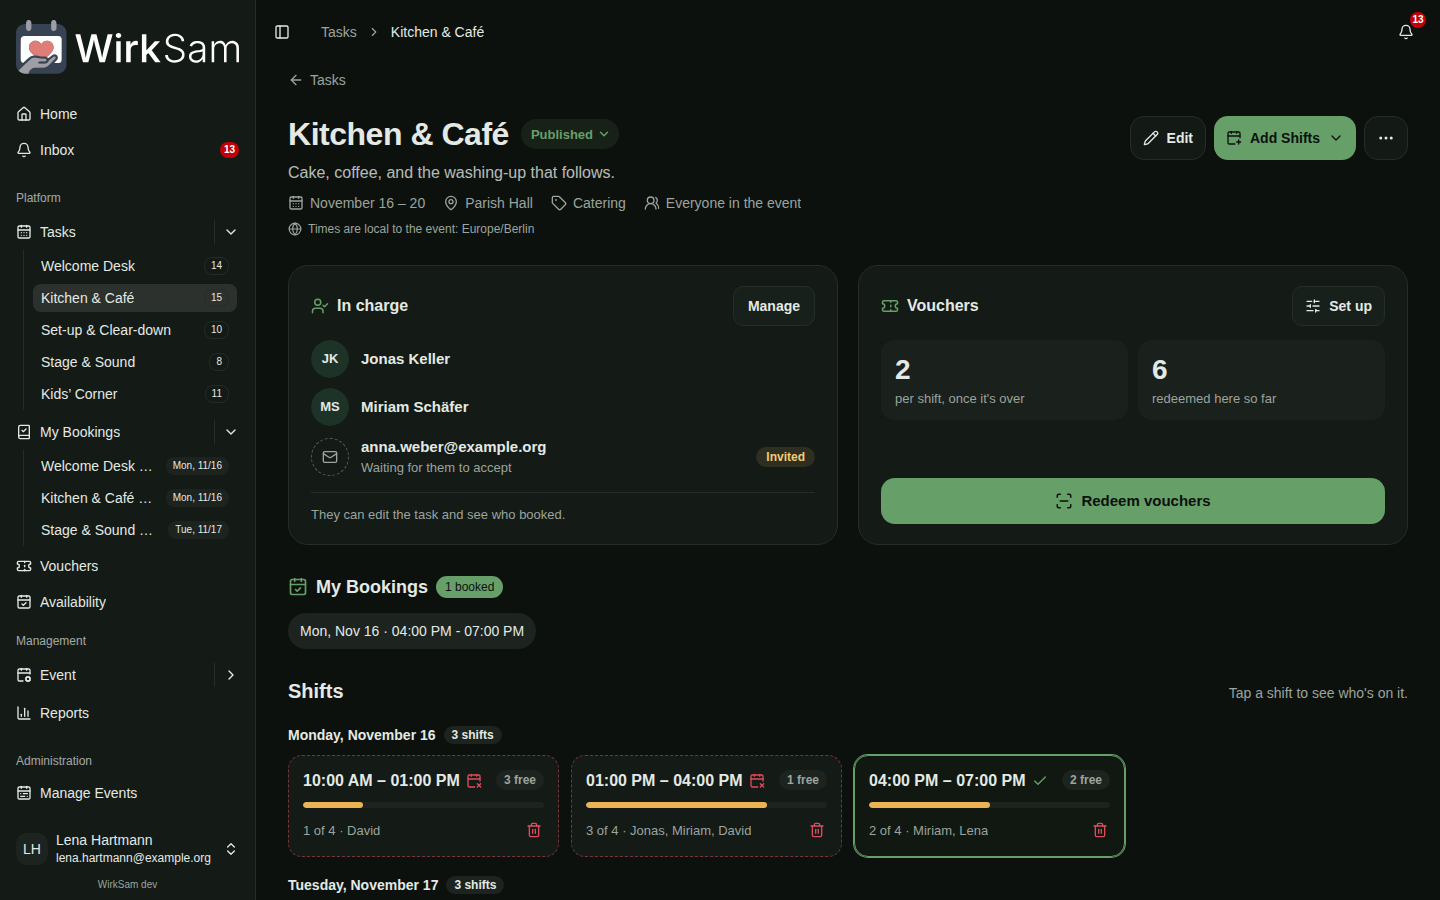 WirkSam
Home
Inbox 13
Platform
Tasks
Welcome Desk 14
Kitchen & Café 15
Set-up & Clear-down 10
Stage & Sound 8
Kids' Corner 11
My Bookings
Welcome Desk ... Mon, 11/16
Kitchen & Café ... Mon, 11/16
Stage & Sound ... Tue, 11/17
Vouchers
Availability
Management
Event
Reports
Administration
Manage Events
LH Lena Hartmann
lena.hartmann@example.org
WirkSam dev
Tasks > Kitchen & Café 13
← Tasks
Kitchen & Café Published Edit Add Shifts ...
Cake, coffee, and the washing-up that follows.
November 16 – 20 Parish Hall Catering Everyone in the event
Times are local to the event: Europe/Berlin
In charge Manage
JK Jonas Keller
MS Miriam Schäfer
anna.weber@example.org
Waiting for them to accept Invited
They can edit the task and see who booked.
Vouchers Set up
2 6
per shift, once it's over redeemed here so far
Redeem vouchers
My Bookings 1 booked
Mon, Nov 16 · 04:00 PM - 07:00 PM
Shifts Tap a shift to see who's on it.
Monday, November 16 3 shifts
10:00 AM – 01:00 PM 3 free 01:00 PM – 04:00 PM 1 free 04:00 PM – 07:00 PM 2 free
1 of 4 · David 3 of 4 · Jonas, Miriam, David 2 of 4 · Miriam, Lena
Tuesday, November 17 3 shifts